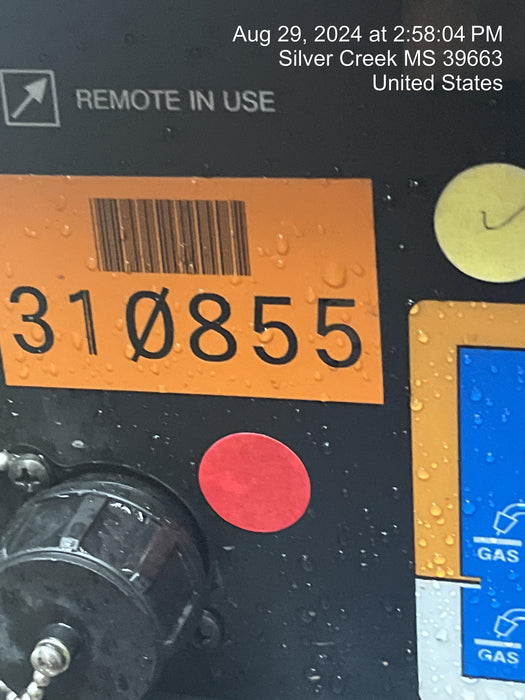 Aug 29, 2024 at 2:58:04 PM
Silver Creek MS 39663
United States
REMOTE IN USE
310855
GAS
GAS